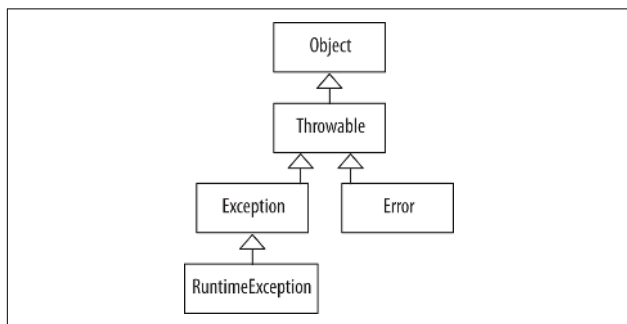 Object
Throwable
Exception
Error
RuntimeException